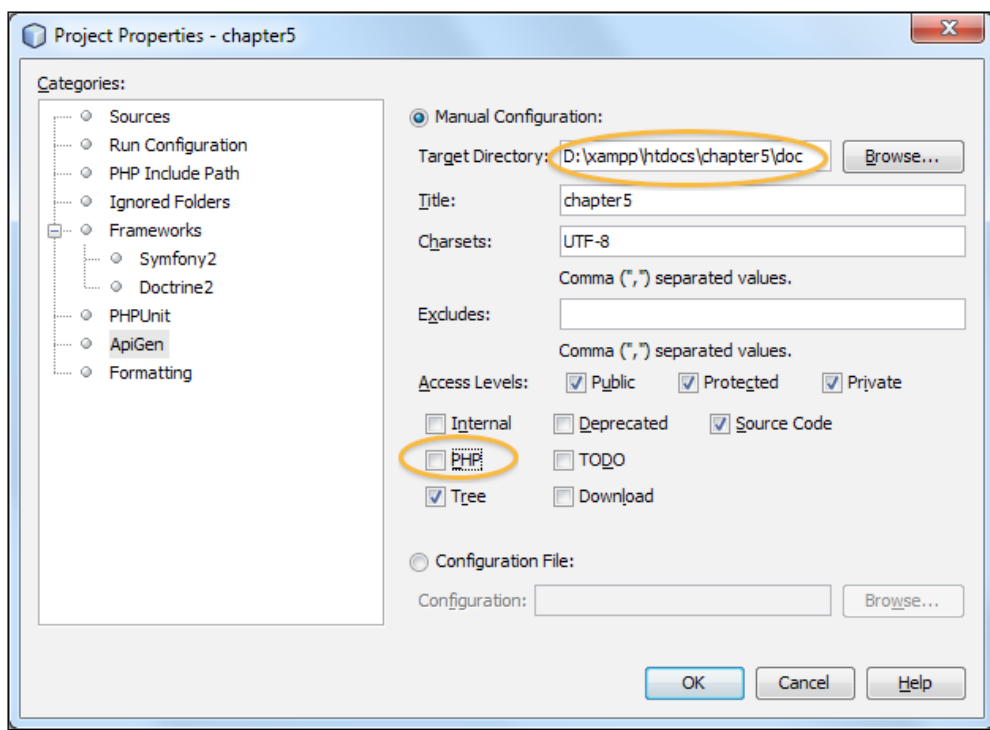 Project Properties - chapter5
Categories:
Sources
Run Configuration
PHP Include Path
Ignored Folders
Frameworks
Symfony2
Doctrine2
PHPUnit
ApiGen
Formatting
Manual Configuration:
Target Directory: D:\xampp\htdocs\chapter5\doc Browse...
Title: chapter5
Charsets: UTF-8
Comma (",") separated values.
Excludes:
Comma (",") separated values.
Access Levels: Public Protected Private
Internal Deprecated Source Code
PHP TODO
Tree Download
Configuration File:
Configuration: Browse...
OK Cancel Help